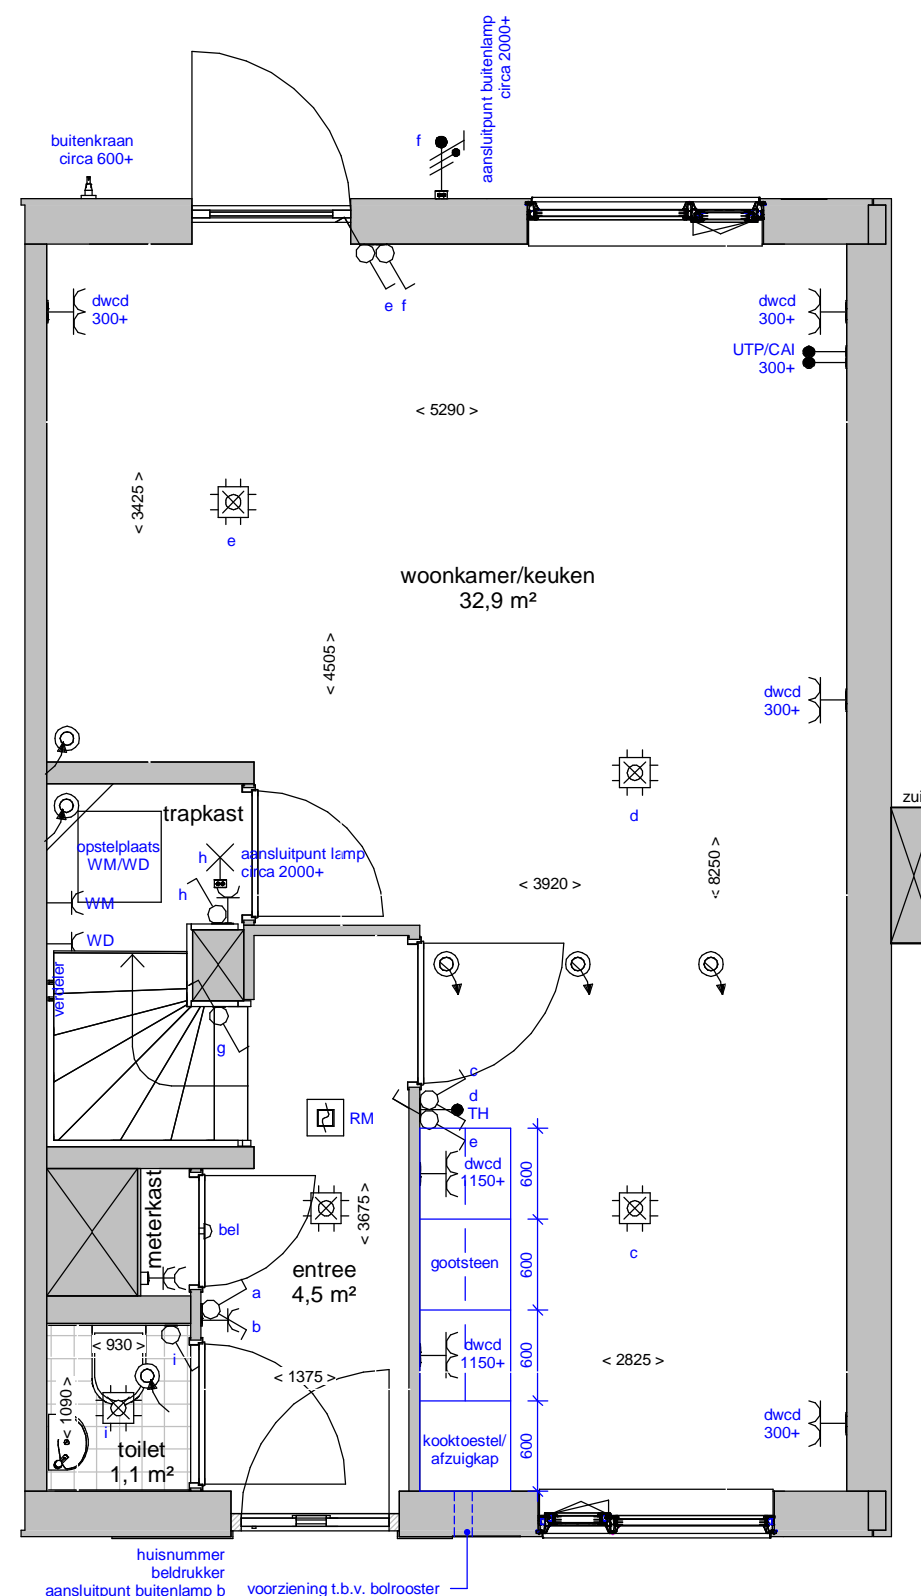 aansluitpunt buitenlamp
circa 2000+
f
buitenkraan
circa 600+
e f
dwcd
300+
dwcd
300+
UTP/CAI
300+
< 5290 >
< 3425 >
e
woonkamer/keuken
32,9 m²
< 4505 >
dwcd
300+
d
zui
trapkast
opstelplaats
WM/WD
h
aansluitpunt lamp
circa 2000+
h
< 8250 >
< 3920 >
WM
WD
verdeler
g
c
d
TH
e
RM
dwcd
1150+
600
meterkast
< 3675 >
bel
entree
4,5 m²
c
gootsteen
600
a
b
dwcd
1150+
600
< 930 >
i
< 1375 >
< 2825 >
< 1090 >
i
toilet
1,1 m²
dwcd
300+
kooktoestel/
afzuigkap
600
huisnummer
beldrukker
aansluitpunt buitenlamp b
voorziening t.b.v. bolrooster